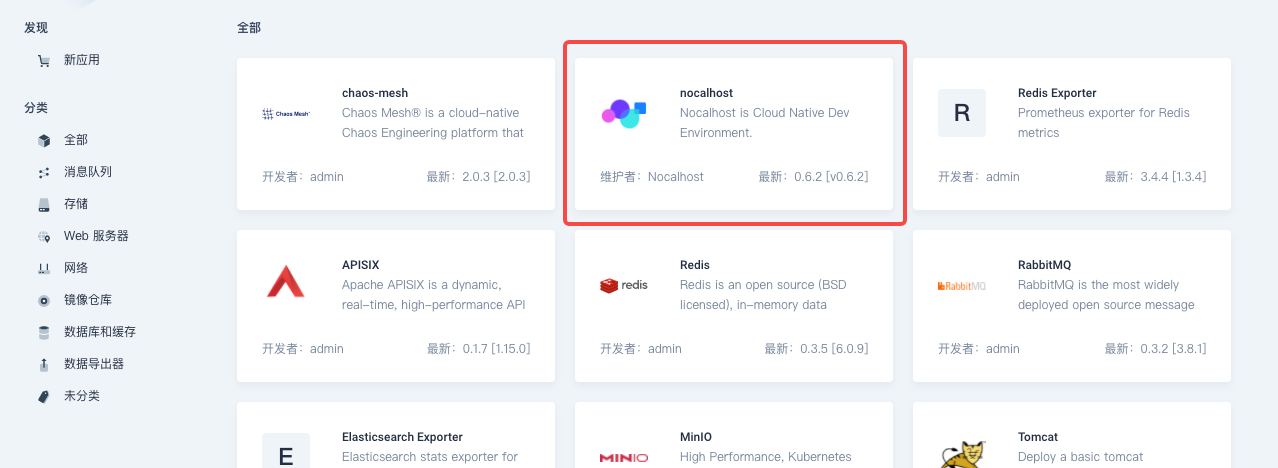 发现
新应用
分类
全部
消息队列
存储
Web 服务器
网络
镜像仓库
数据库和缓存
数据导出器
未分类
全部
Chaos Mesh®
chaos-mesh
Chaos Mesh® is a cloud-native
Chaos Engineering platform that
开发者：admin
最新：2.0.3 [2.0.3]
nocalhost
Nocalhost is Cloud Native Dev
Environment.
维护者：Nocalhost
最新：0.6.2 [v0.6.2]
R
Redis Exporter
Prometheus exporter for Redis
metrics
开发者：admin
最新：3.4.4 [1.3.4]
APISIX
Apache APISIX is a dynamic,
real-time, high-performance API
开发者：admin
最新：0.1.7 [1.15.0]
redis
Redis
Redis is an open source (BSD
licensed), in-memory data
开发者：admin
最新：0.3.5 [6.0.9]
RabbitMQ
RabbitMQ
RabbitMQ is the most widely
deployed open source message
开发者：admin
最新：0.3.2 [3.8.1]
E
Elasticsearch Exporter
Elasticsearch stats exporter for
MINIO
MinIO
High Performance, Kubernetes
Tomcat
Deploy a basic tomcat